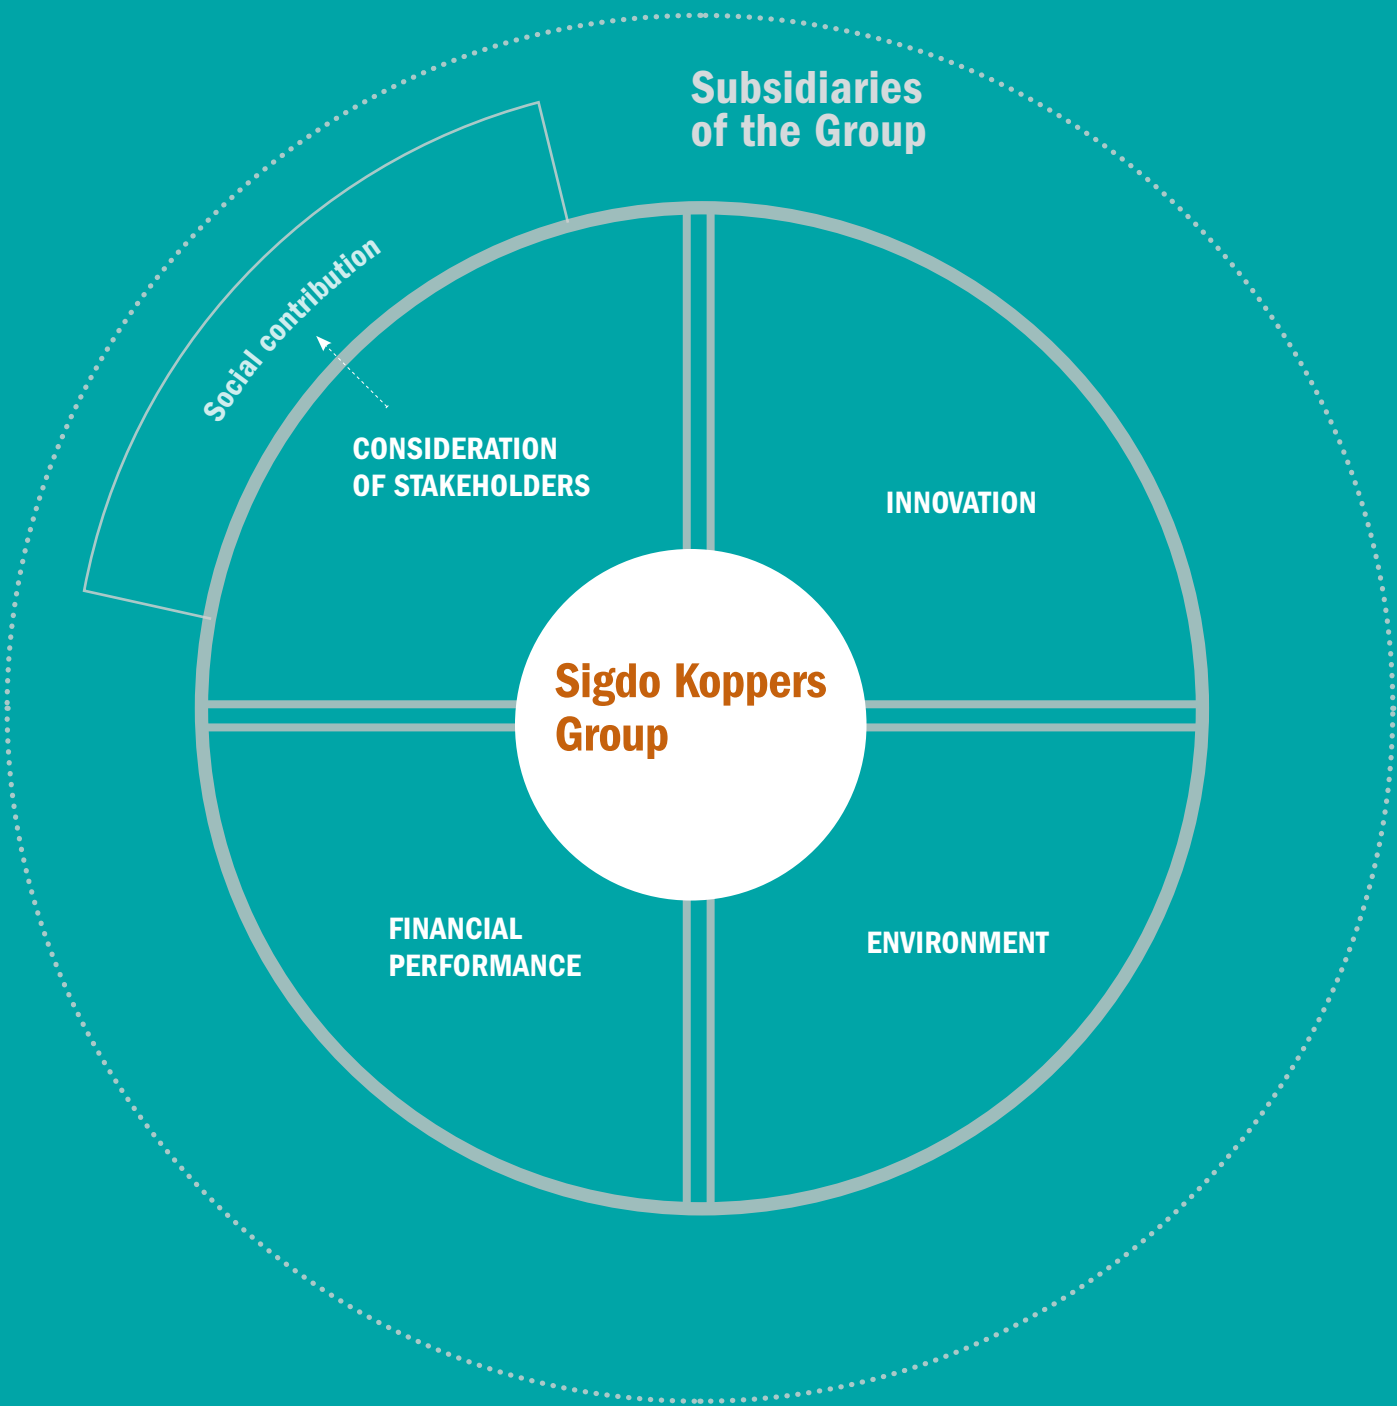 Subsidiaries
of the Group
Social contribution
CONSIDERATION
OF STAKEHOLDERS
INNOVATION
Sigdo Koppers
Group
FINANCIAL
PERFORMANCE
ENVIRONMENT